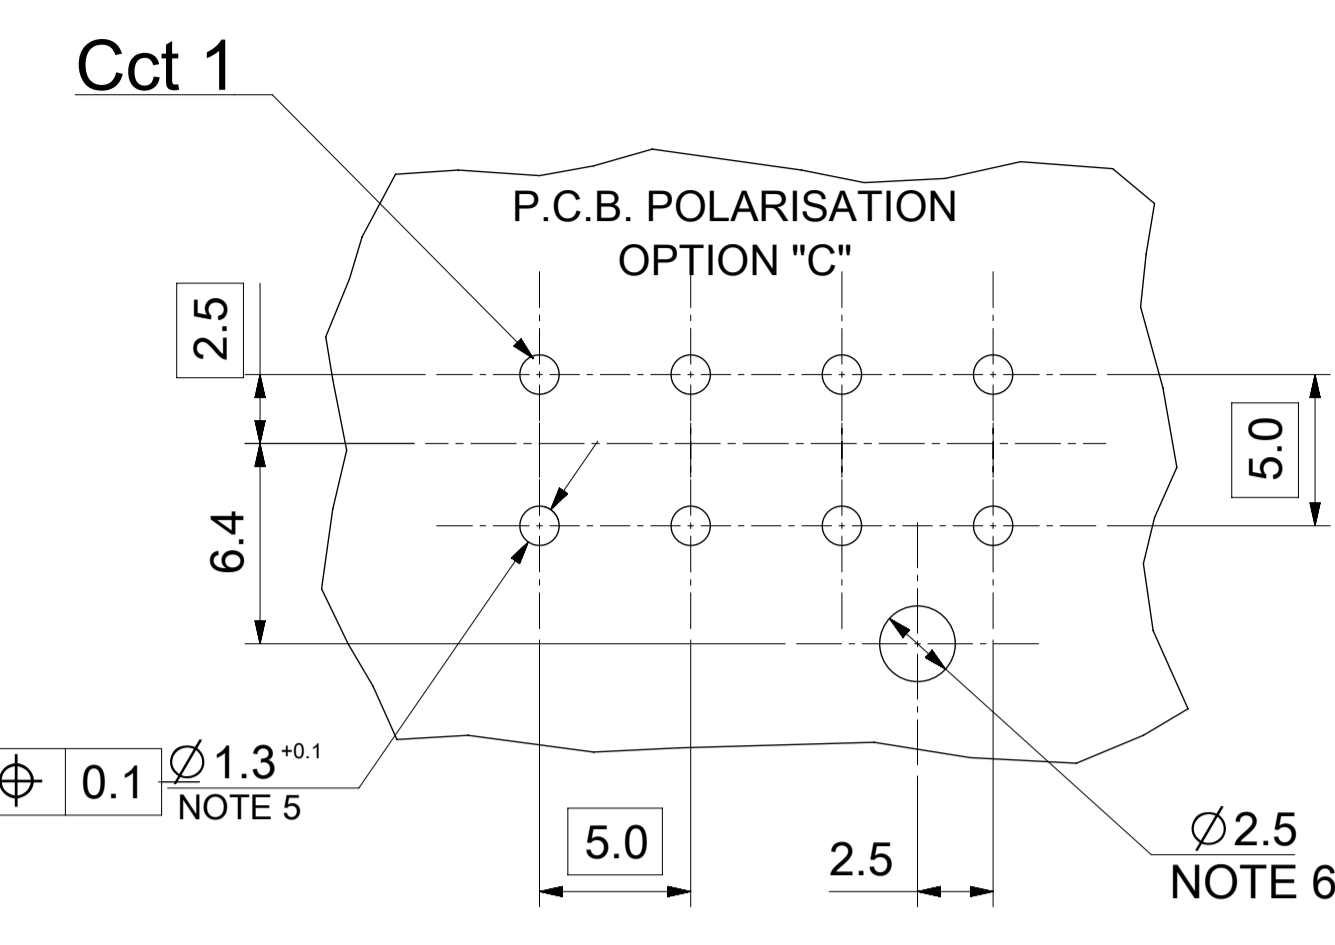 Cct 1
P.C.B. POLARISATION
OPTION "C"
2.5
5.0
6.4
⌖ 0.1
Ø1.3 +0.1
NOTE 5
5.0
2.5
Ø2.5
NOTE 6